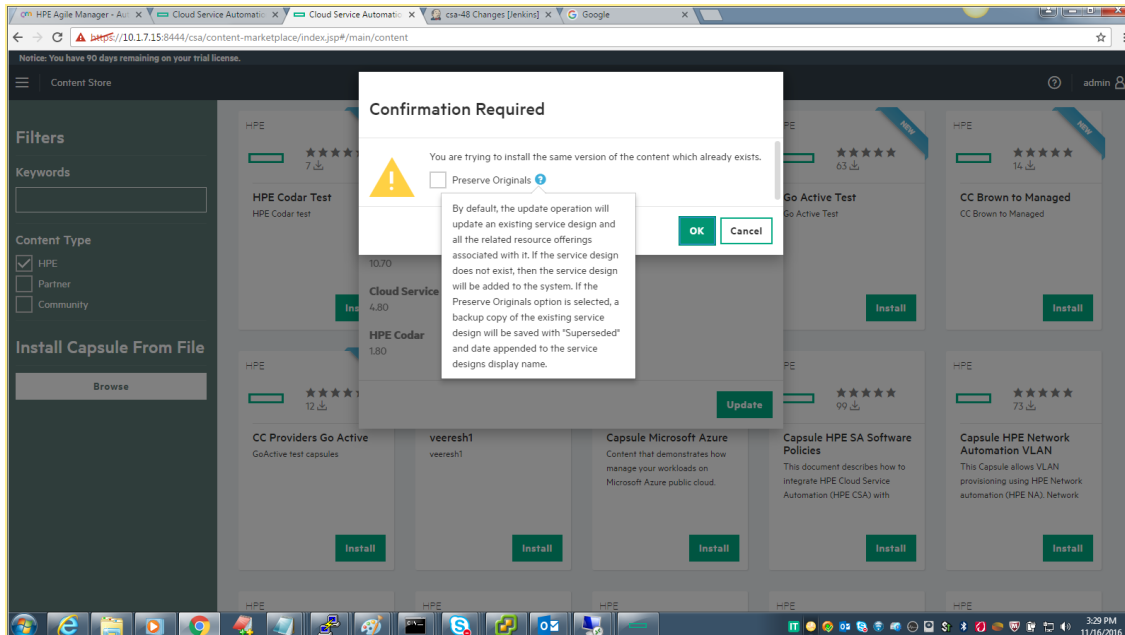 HPE Agile Manager - Aut
Cloud Service Automatic
Cloud Service Automatic
csa-48 Changes [Jenkins]
Google
https://10.1.7.15:8444/csa/content-marketplace/index.jsp#/main/content
Notice: You have 90 days remaining on your trial license.
Content Store
admin
Filters
Keywords
Content Type
HPE
Partner
Community
Install Capsule From File
Browse
Confirmation Required
You are trying to install the same version of the content which already exists.
Preserve Originals
By default, the update operation will
update an existing service design and
all the related resource offerings
associated with it. If the service
design does not exist, then the service
design will be added to the system. If the
Preserve Originals option is selected, a
backup copy of the existing service
design will be saved with "Superseded"
and date appended to the service
designs display name.
OK
Cancel
10.70
Cloud Service
4.80
HPE Codar
1.80
Update
HPE
7
HPE Codar Test
HPE Codar test
Ins
PE
NEW
63
Go Active Test
Go Active Test
Install
HPE
NEW
14
CC Brown to Managed
CC Brown to Managed
Install
HPE
12
CC Providers Go Active
GoActive test capsules
Install
veeresh1
veeresh1
Install
Capsule Microsoft Azure
Content that demonstrates how
manage your workloads on
Microsoft Azure public cloud.
Install
PE
99
Capsule HPE SA Software
Policies
This document describes how to
integrate HPE Cloud Service
Automation (HPE CSA) with
Install
HPE
73
Capsule HPE Network
Automation VLAN
This Capsule allows VLAN
provisioning using HPE Network
automation (HPE NA). Network
Install
HPE
HPE
HPE
HPE
HPE
3:29 PM
11/16/2016